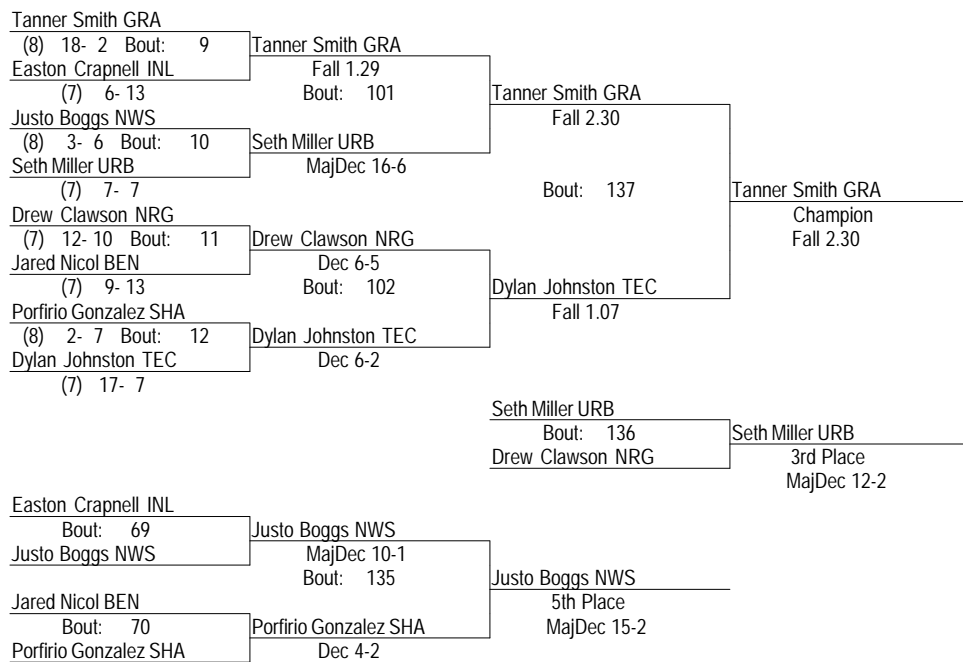 Tanner Smith GRA
(8) 18- 2 Bout: 9
Easton Crapnell INL
(7) 6- 13
Justo Boggs NWS
(8) 3- 6 Bout: 10
Seth Miller URB
(7) 7- 7
Drew Clawson NRG
(7) 12- 10 Bout: 11
Jared Nicol BEN
(7) 9- 13
Porfirio Gonzalez SHA
(8) 2- 7 Bout: 12
Dylan Johnston TEC
(7) 17- 7
Tanner Smith GRA
Fall 1.29
Bout: 101
Seth Miller URB
MajDec 16-6
Drew Clawson NRG
Dec 6-5
Bout: 102
Dylan Johnston TEC
Dec 6-2
Tanner Smith GRA
Fall 2.30
Bout: 137
Dylan Johnston TEC
Fall 1.07
Tanner Smith GRA
Champion
Fall 2.30
Seth Miller URB
Bout: 136
Drew Clawson NRG
Seth Miller URB
3rd Place
MajDec 12-2
Easton Crapnell INL
Bout: 69
Justo Boggs NWS
Jared Nicol BEN
Bout: 70
Porfirio Gonzalez SHA
Justo Boggs NWS
MajDec 10-1
Bout: 135
Porfirio Gonzalez SHA
Dec 4-2
Justo Boggs NWS
5th Place
MajDec 15-2